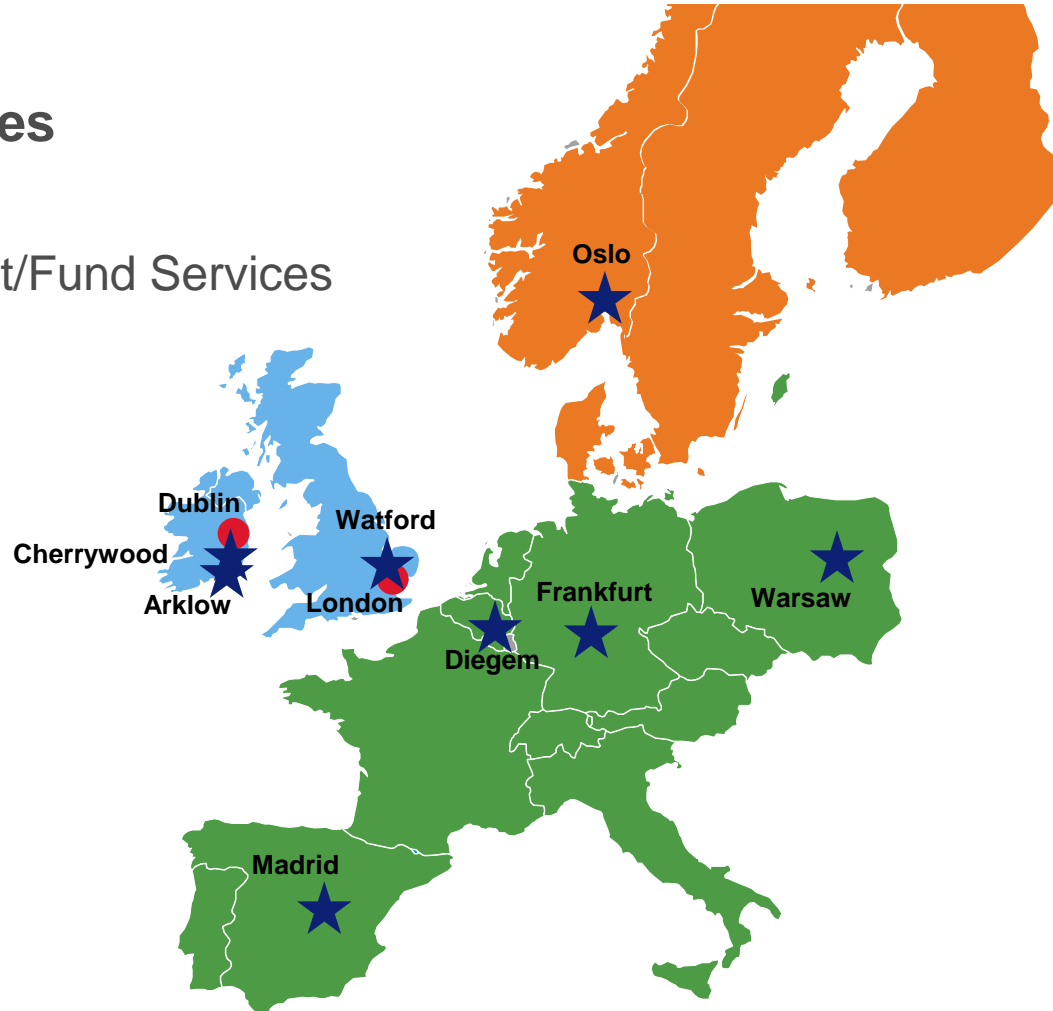 es
t/Fund Services
Oslo
Dublin
Watford
Cherrywood
Arklow
London
Frankfurt
Warsaw
Diegem
Madrid